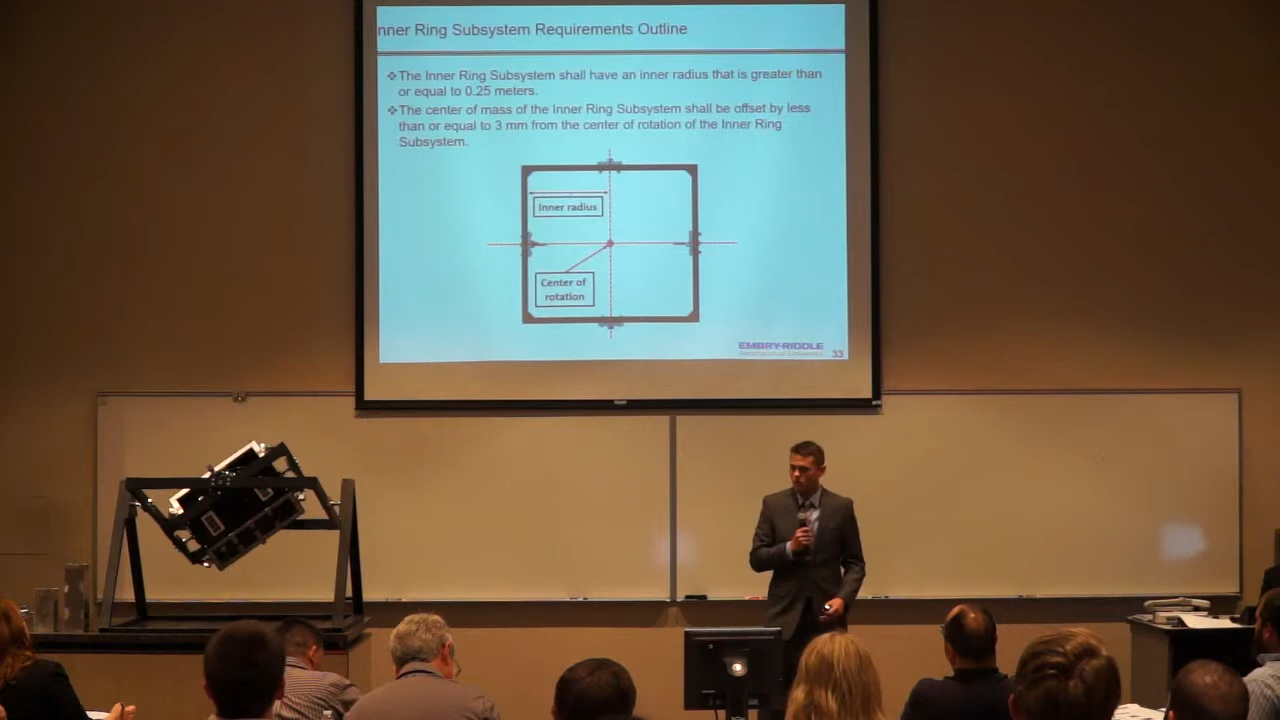 nner Ring Subsystem Requirements Outline
❖The Inner Ring Subsystem shall have an inner radius that is greater than
or equal to 0.25 meters.
❖The center of mass of the Inner Ring Subsystem shall be offset by less
than or equal to 3 mm from the center of rotation of the Inner Ring
Subsystem.
Inner radius
Center of
rotation
EMBRY-RIDDLE
Aeronautical University
33